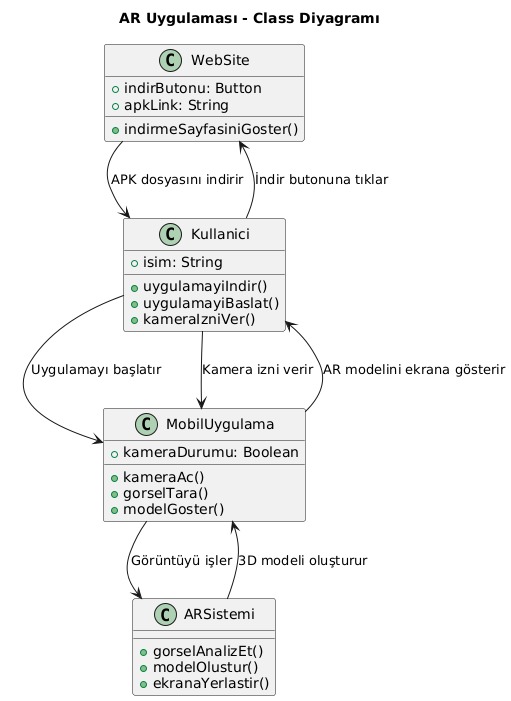 AR Uygulaması - Class Diyagramı
C WebSite
indirButonu: Button
apkLink: String
indirmeSayfasiniGoster()
APK dosyasını indirir
İndir butonuna tıklar
C Kullanici
isim: String
uygulamayiIndir()
uygulamayiBaslat()
kameraIzniVer()
Uygulamayı başlatır
Kamera izni verir
AR modelini ekrana gösterir
C MobilUygulama
kameraDurumu: Boolean
kameraAc()
gorselTara()
modelGoster()
Görüntüyü işler
3D modeli oluşturur
C ARSistemi
gorselAnalizEt()
modelOlustur()
ekranaYerlastir()